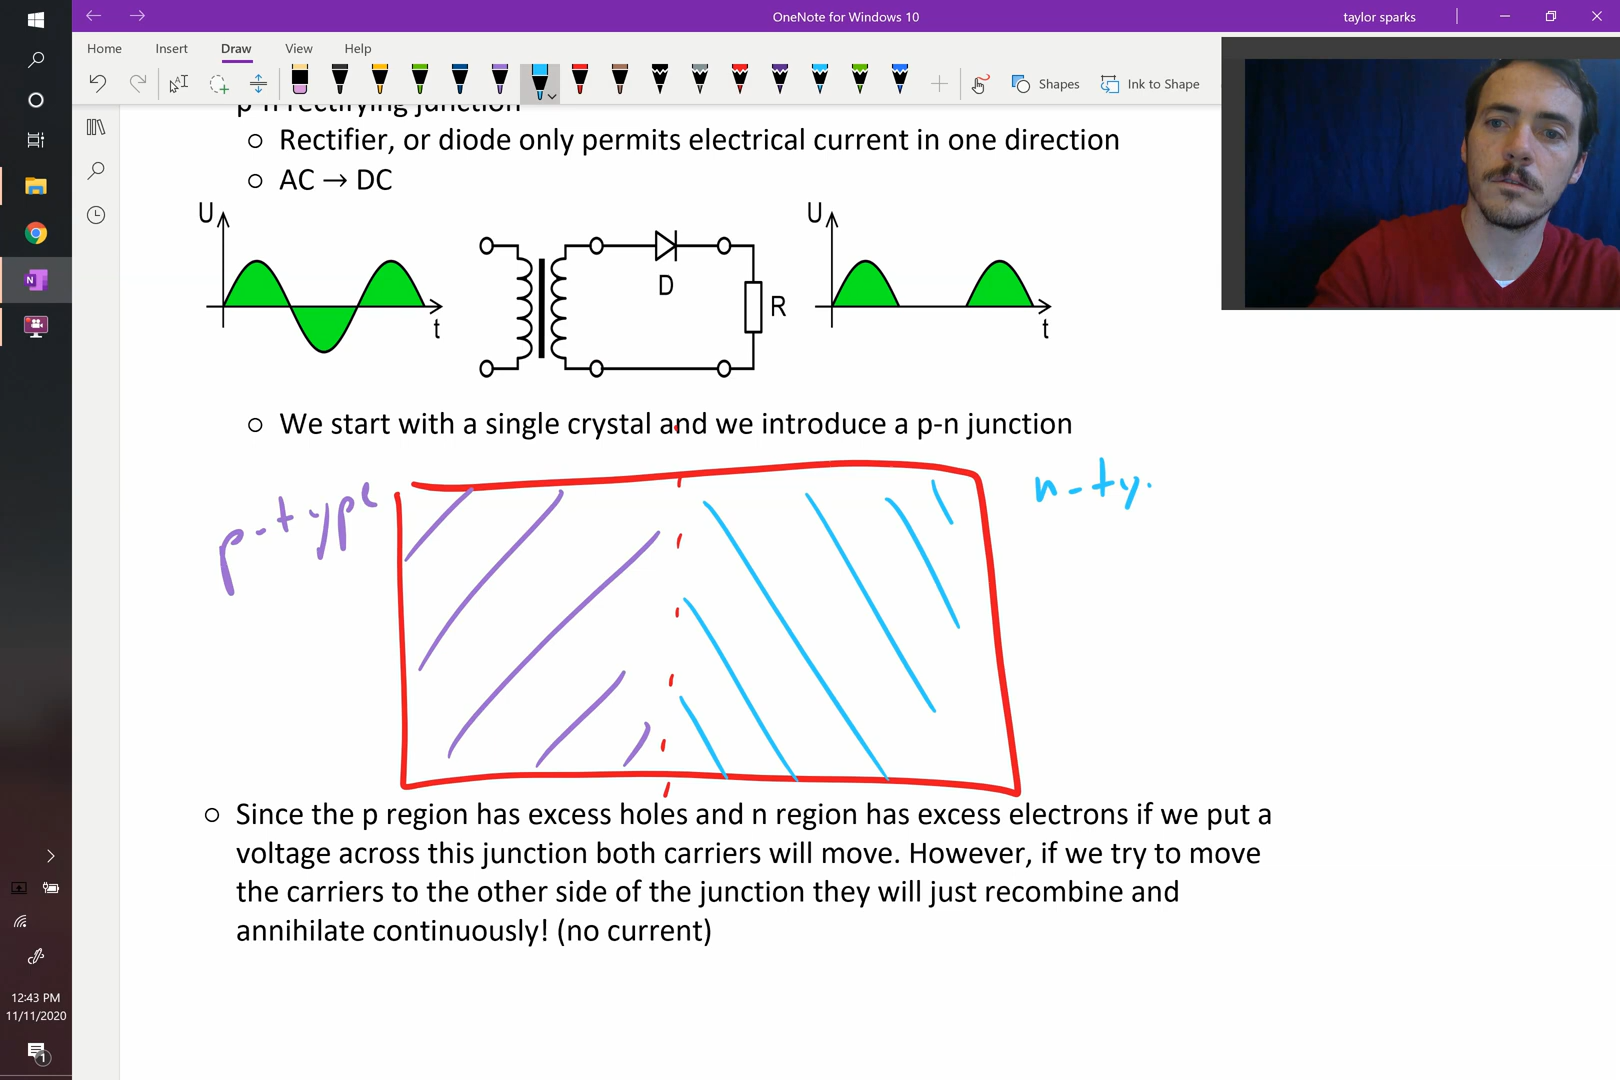 OneNote for Windows 10
taylor sparks
Home Insert Draw View Help
Shapes
Ink to Shape
p-n rectifying junction
Rectifier, or diode only permits electrical current in one direction
AC → DC
U
t
D
R
U
t
We start with a single crystal and we introduce a p-n junction
p-type
n-ty.
Since the p region has excess holes and n region has excess electrons if we put a
voltage across this junction both carriers will move. However, if we try to move
the carriers to the other side of the junction they will just recombine and
annihilate continuously! (no current)
12:43 PM
11/11/2020
1